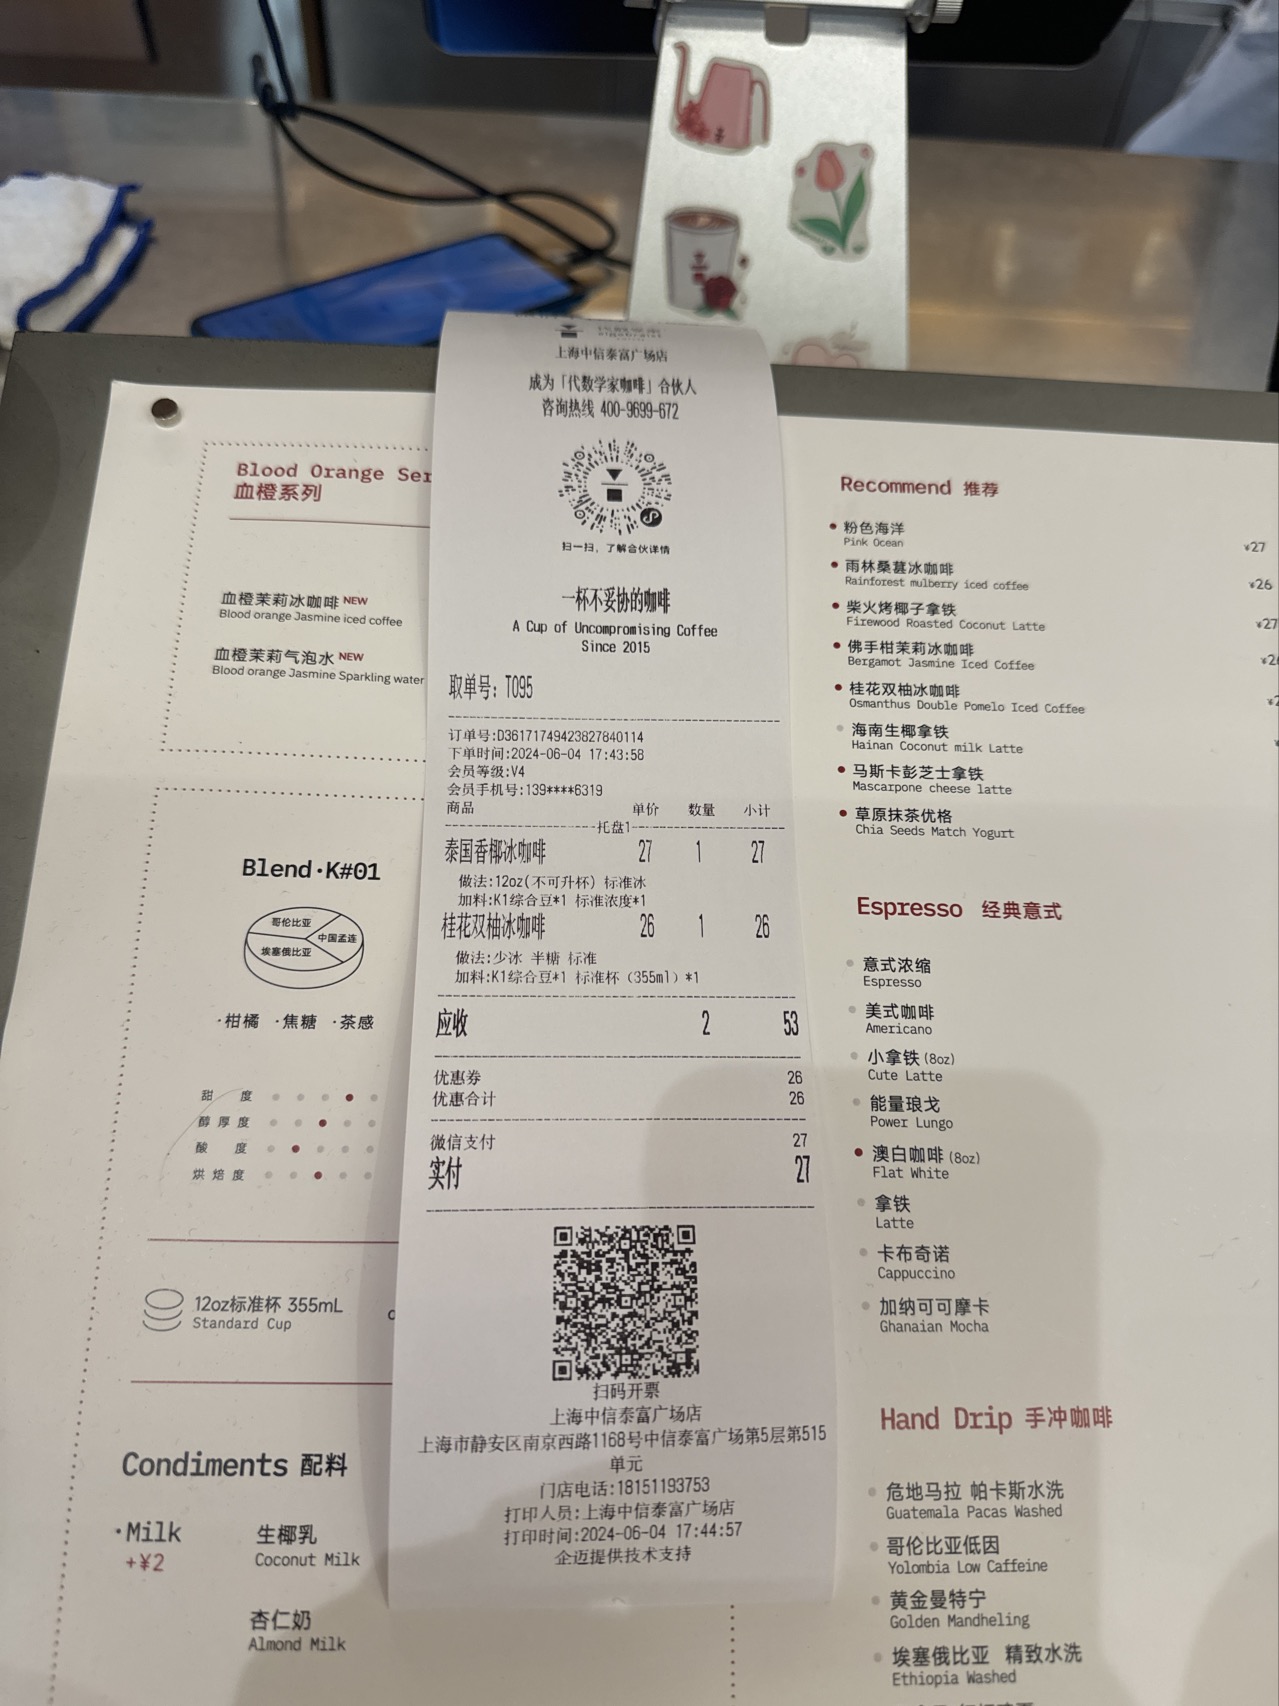 上海中信泰富广场店
成为「代数学家咖啡」合伙人
咨询热线 400-9699-672
扫一扫，了解合伙详情
一杯不妥协的咖啡
A Cup of Uncompromising Coffee
Since 2015
取单号: T095
订单号:D36171749423827840114
下单时间:2024-06-04 17:43:58
会员等级:V4
会员手机号:139****6319
商品 单价 数量 小计
托盘1
泰国香椰冰咖啡 27 1 27
做法:12oz(不可升杯) 标准冰
加料:K1综合豆*1 标准浓度*1
桂花双柚冰咖啡 26 1 26
做法:少冰 半糖 标准
加料:K1综合豆*1 标准杯（355ml）*1
应收 2 53
优惠券 26
优惠合计 26
微信支付 27
实付 27
扫码开票
上海中信泰富广场店
上海市静安区南京西路1168号中信泰富广场第5层第515
单元
门店电话:18151193753
打印人员:上海中信泰富广场店
打印时间:2024-06-04 17:44:57
企迈提供技术支持
Blood Orange Ser
血橙系列
血橙茉莉冰咖啡 NEW
Blood orange Jasmine iced coffee
血橙茉莉气泡水 NEW
Blood orange Jasmine Sparkling water
Blend·K#01
哥伦比亚
中国孟连
埃塞俄比亚
·柑橘 ·焦糖 ·茶感
甜度
醇厚度
酸度
烘焙度
12oz标准杯 355mL
Standard Cup
Condiments 配料
·Milk
+¥2
生椰乳
Coconut Milk
杏仁奶
Almond Milk
Recommend 推荐
粉色海洋
Pink Ocean ¥27
雨林桑葚冰咖啡
Rainforest mulberry iced coffee ¥26
柴火烤椰子拿铁
Firewood Roasted Coconut Latte ¥27
佛手柑茉莉冰咖啡
Bergamot Jasmine Iced Coffee
桂花双柚冰咖啡
Osmanthus Double Pomelo Iced Coffee
海南生椰拿铁
Hainan Coconut milk Latte
马斯卡彭芝士拿铁
Mascarpone cheese latte
草原抹茶优格
Chia Seeds Match Yogurt
Espresso 经典意式
意式浓缩
Espresso
美式咖啡
Americano
小拿铁 (8oz)
Cute Latte
能量琅戈
Power Lungo
澳白咖啡 (8oz)
Flat White
拿铁
Latte
卡布奇诺
Cappuccino
加纳可可摩卡
Ghanaian Mocha
Hand Drip 手冲咖啡
危地马拉 帕卡斯水洗
Guatemala Pacas Washed
哥伦比亚低因
Yolombia Low Caffeine
黄金曼特宁
Golden Mandheling
埃塞俄比亚 精致水洗
Ethiopia Washed